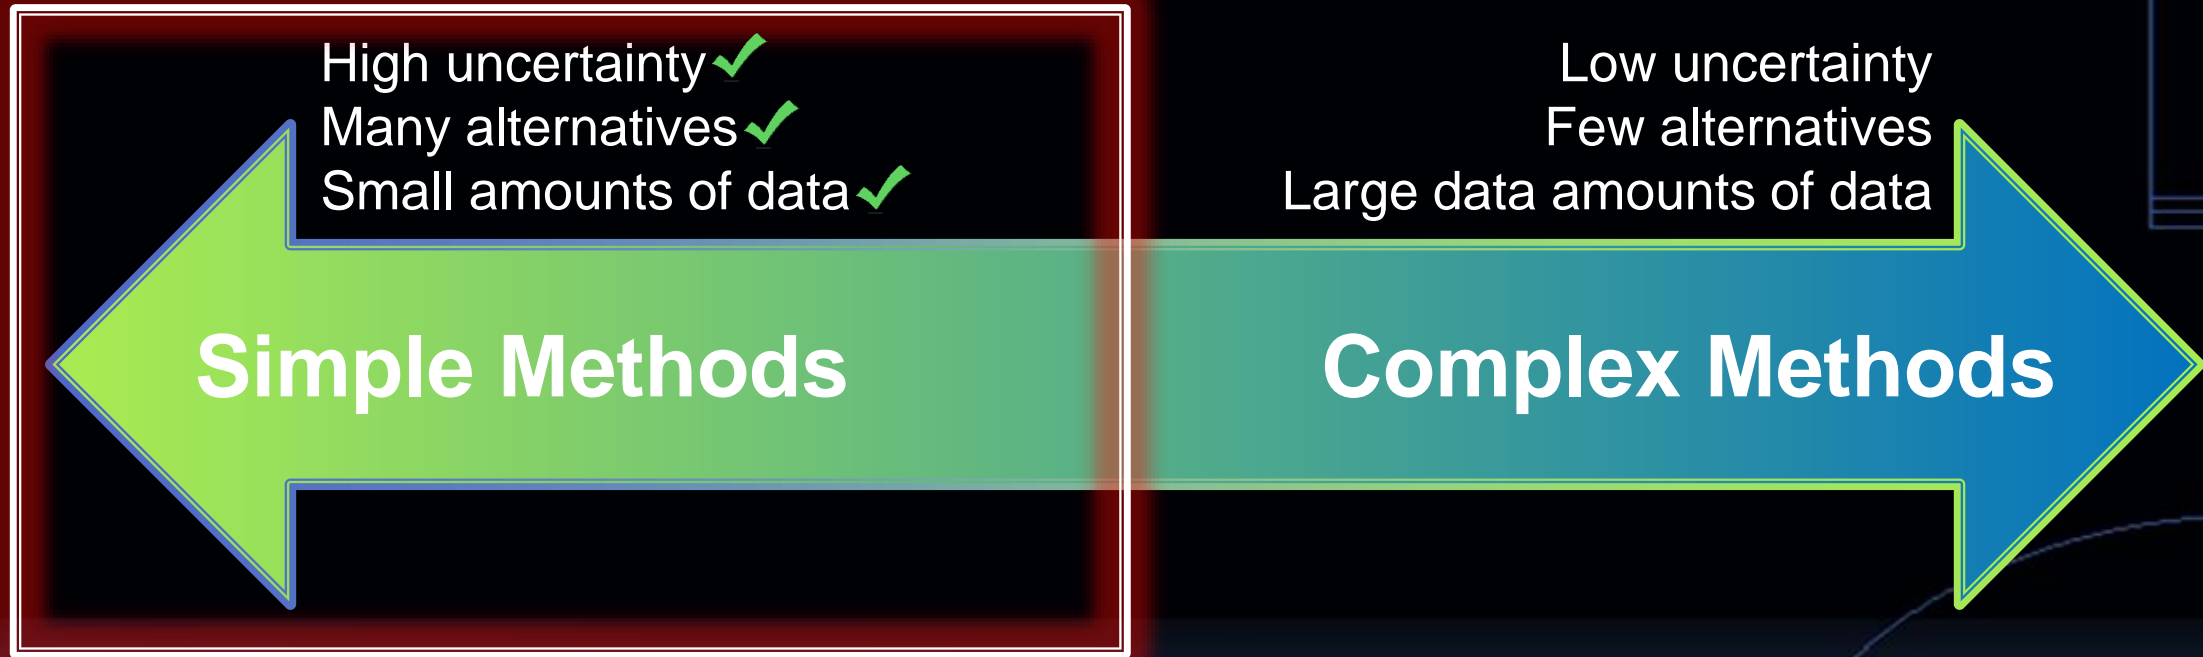 High uncertainty
Many alternatives
Small amounts of data
Low uncertainty
Few alternatives
Large data amounts of data
Simple Methods
Complex Methods